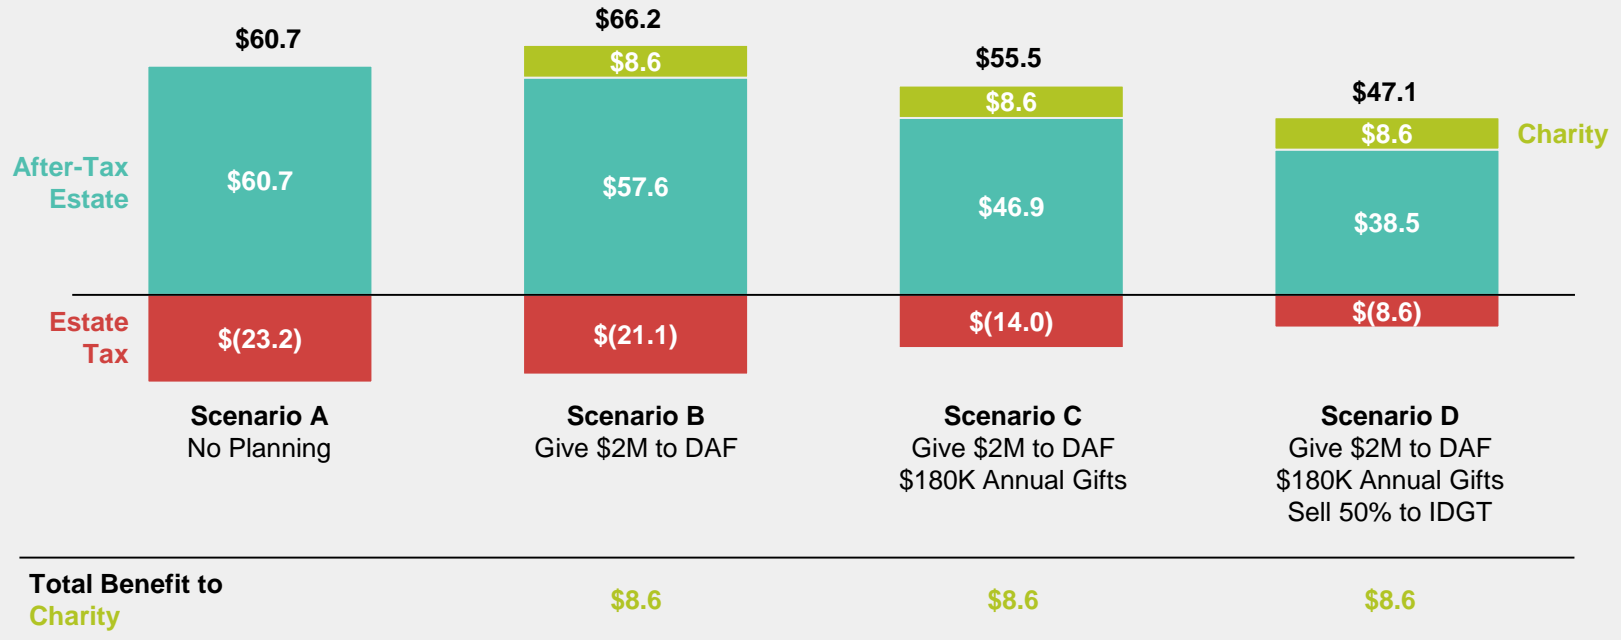 $60.7
$66.2
$55.5
$47.1
$8.6
$8.6
$8.6
Charity
After-Tax
Estate
$60.7
$57.6
$46.9
$38.5
Estate
Tax
$(23.2)
$(21.1)
$(14.0)
$(8.6)
Scenario A
No Planning
Scenario B
Give $2M to DAF
Scenario C
Give $2M to DAF
$180K Annual Gifts
Scenario D
Give $2M to DAF
$180K Annual Gifts
Sell 50% to IDGT
Total Benefit to
Charity
$8.6
$8.6
$8.6